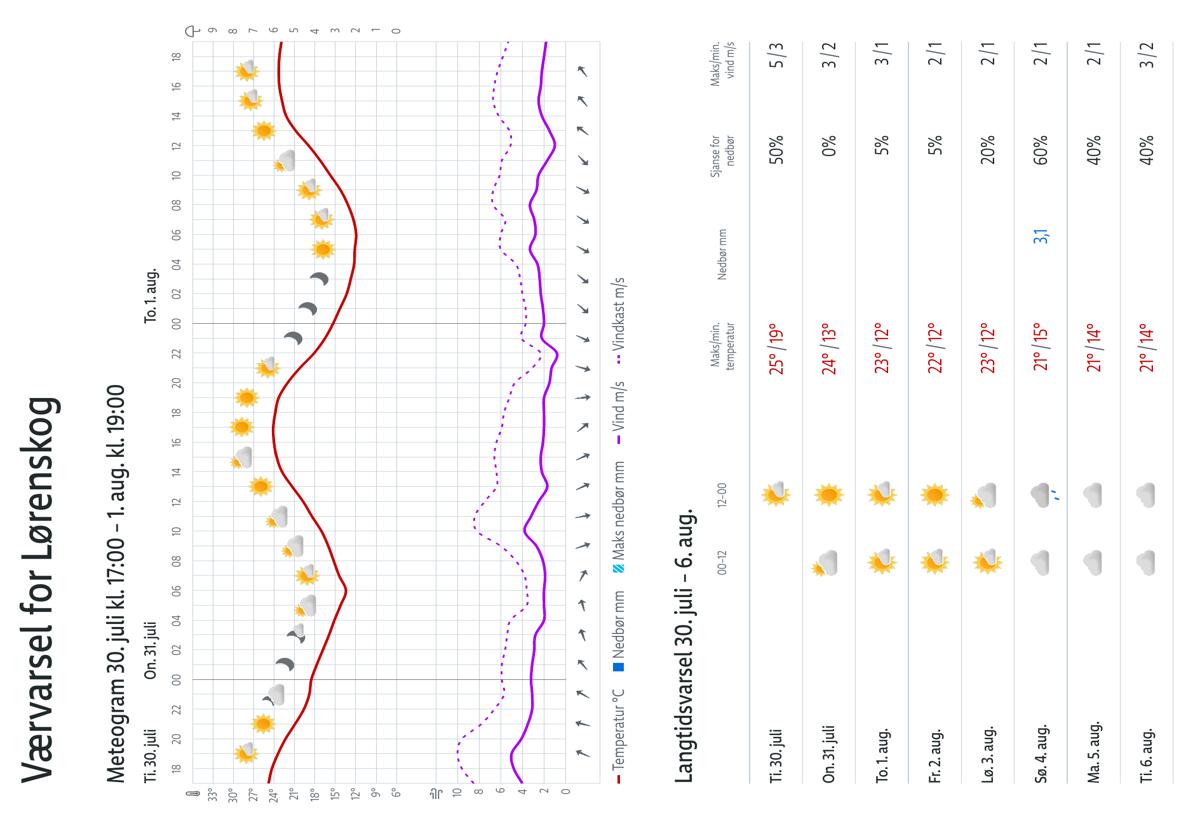 Værvarsel for Lørenskog
Meteogram 30. juli kl. 17:00 – 1. aug. kl. 19:00
Ti. 30. juli On. 31. juli To. 1. aug.
18 20 22 00 02 04 06 08 10 12 14 16 18 20 22 00 02 04 06 08 10 12 14 16 18
33° 9
30° 8
27° 7
24° 6
21° 5
18° 4
15° 3
12° 2
9° 1
6° 0
10
8
6
4
2
0
Temperatur °C Nedbør mm Maks nedbør mm Vind m/s Vindkast m/s
Langtidsvarsel 30. juli – 6. aug.
00–12 12–00 Maks/min. temperatur Nedbør mm Sjanse for nedbør Maks/min. vind m/s
Ti. 30. juli 25° / 19° 50% 5 / 3
On. 31. juli 24° / 13° 0% 3 / 2
To. 1. aug. 23° / 12° 5% 3 / 1
Fr. 2. aug. 22° / 12° 5% 2 / 1
Lø. 3. aug. 23° / 12° 20% 2 / 1
Sø. 4. aug. 21° / 15° 3,1 60% 2 / 1
Ma. 5. aug. 21° / 14° 40% 2 / 1
Ti. 6. aug. 21° / 14° 40% 3 / 2